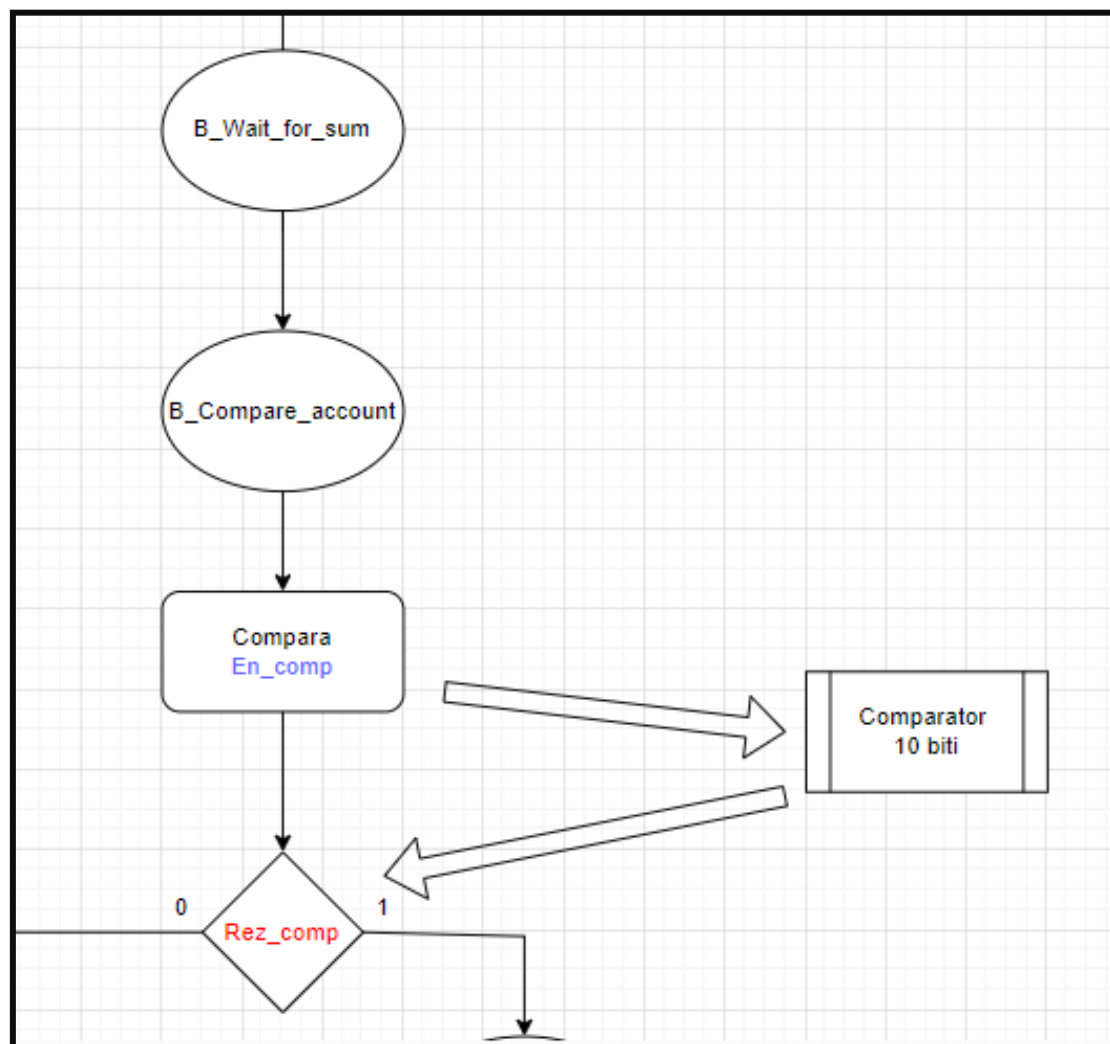 B_Wait_for_sum
B_Compare_account
Compara
En_comp
Comparator
10 biti
0
1
Rez_comp